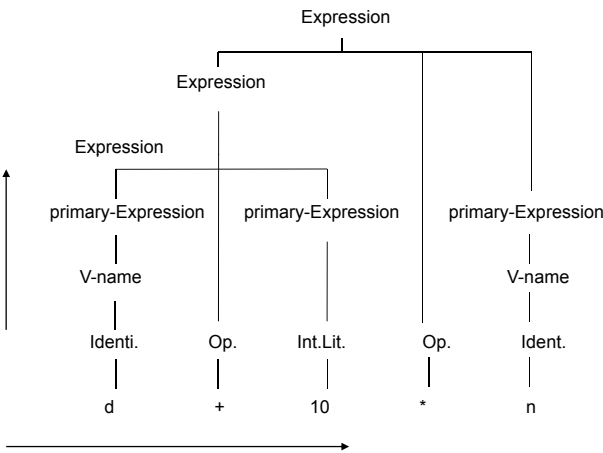 Expression
Expression
Expression
primary-Expression primary-Expression primary-Expression
V-name V-name
Identi. Op. Int.Lit. Op. Ident.
d + 10 * n